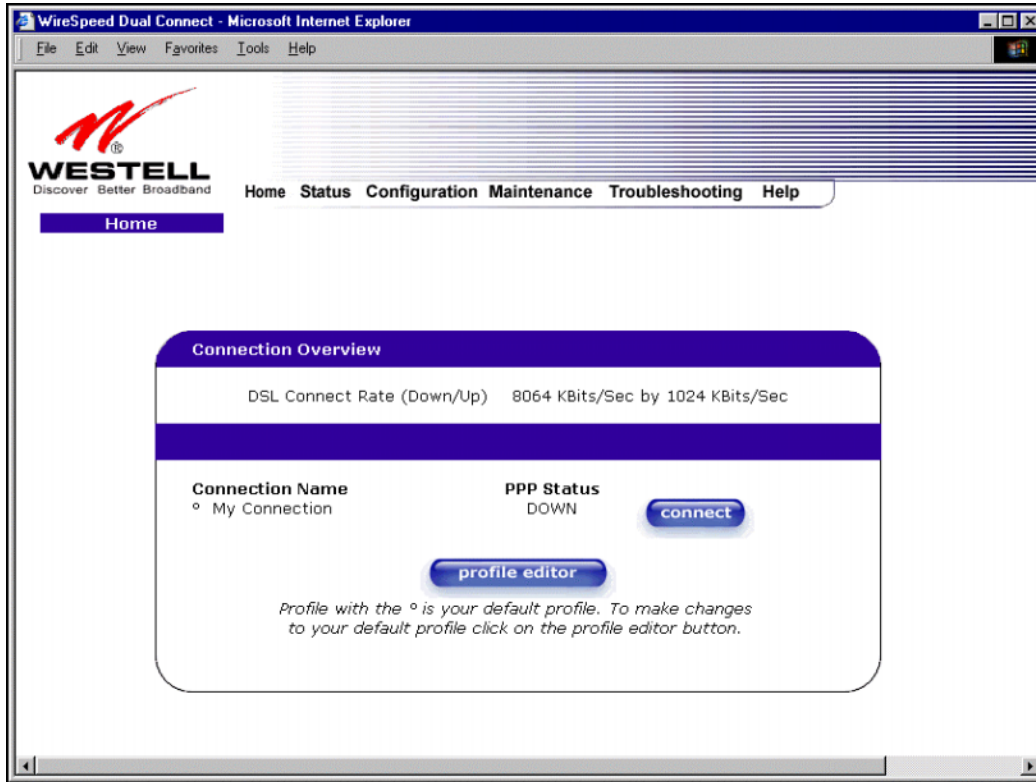 WireSpeed Dual Connect - Microsoft Internet Explorer
File Edit View Favorites Tools Help
®
WESTELL
Discover Better Broadband
Home Status Configuration Maintenance Troubleshooting Help
Home
Connection Overview
DSL Connect Rate (Down/Up) 8064 KBits/Sec by 1024 KBits/Sec
Connection Name PPP Status
° My Connection DOWN connect
profile editor
Profile with the ° is your default profile. To make changes
to your default profile click on the profile editor button.